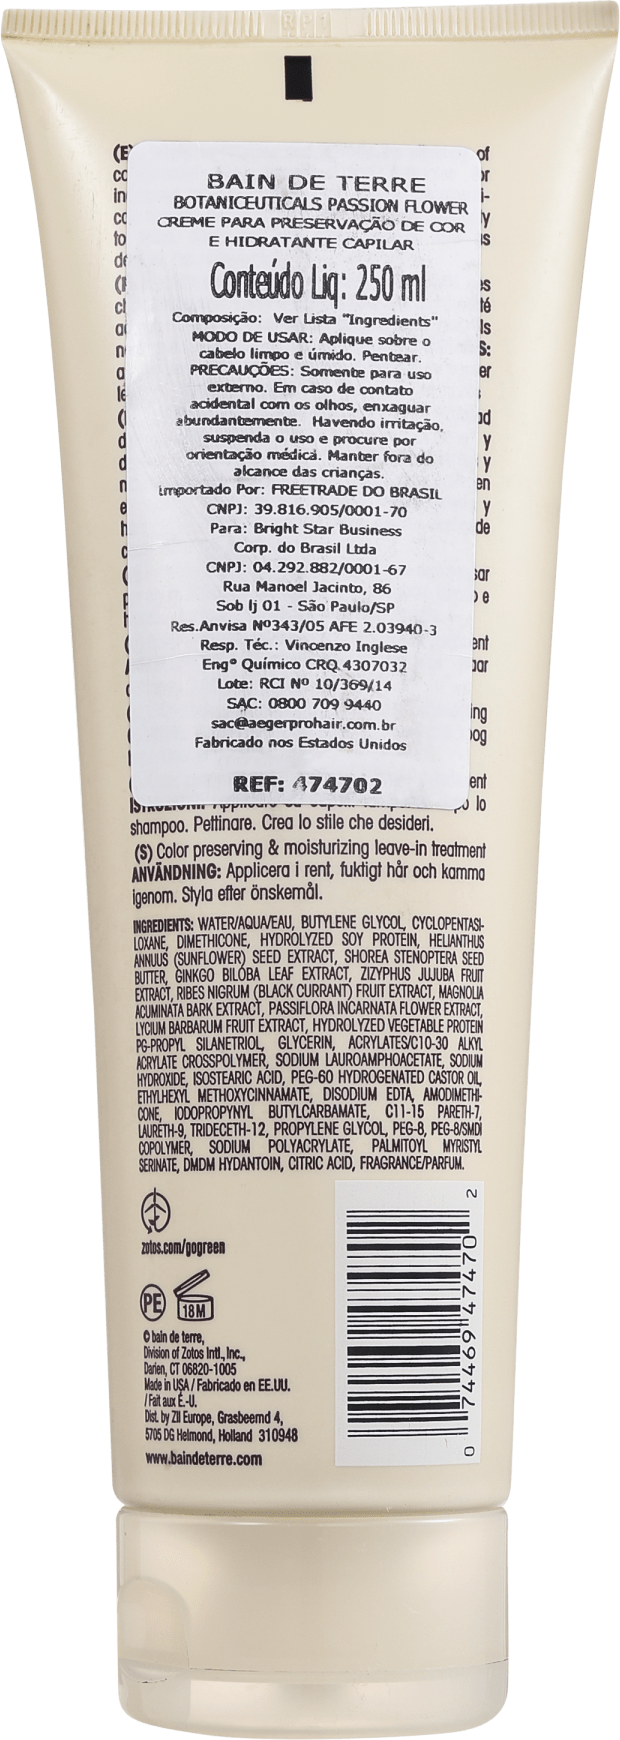 BAIN DE TERRE
BOTANICEUTICALS PASSION FLOWER
CREME PARA PRESERVAÇÃO DE COR
E HIDRATANTE CAPILAR
Conteúdo Liq: 250 ml
Composição: Ver Lista "Ingredients"
MODO DE USAR: Aplique sobre o
cabelo limpo e úmido. Pentear.
PRECAUÇÕES: Somente para uso
externo. Em caso de contato
acidental com os olhos, enxaguar
abundantemente. Havendo irritação,
suspenda o uso e procure por
orientação médica. Manter fora do
alcance das crianças.
Importado Por: FREETRADE DO BRASIL
CNPJ: 39.816.905/0001-70
Para: Bright Star Business
Corp. do Brasil Ltda
CNPJ: 04.292.882/0001-67
Rua Manoel Jacinto, 86
Sob lj 01 - São Paulo/SP
Res.Anvisa Nº343/05 AFE 2.03940-3
Resp. Téc.: Vincenzo Inglese
Engº Químico CRQ 4307032
Lote: RCI Nº 10/369/14
SAC: 0800 709 9440
sac@aegerprohair.com.br
Fabricado nos Estados Unidos
REF: 474702
shampoo. Pettinare. Crea lo stile che desideri.
(S) Color preserving & moisturizing leave-in treatment
ANVÄNDNING: Applicera i rent, fuktigt hår och kamma
igenom. Styla efter önskemål.
INGREDIENTS: WATER/AQUA/EAU, BUTYLENE GLYCOL, CYCLOPENTASI-
LOXANE, DIMETHICONE, HYDROLYZED SOY PROTEIN, HELIANTHUS
ANNUUS (SUNFLOWER) SEED EXTRACT, SHOREA STENOPTERA SEED
BUTTER, GINKGO BILOBA LEAF EXTRACT, ZIZYPHUS JUJUBA FRUIT
EXTRACT, RIBES NIGRUM (BLACK CURRANT) FRUIT EXTRACT, MAGNOLIA
ACUMINATA BARK EXTRACT, PASSIFLORA INCARNATA FLOWER EXTRACT,
LYCIUM BARBARUM FRUIT EXTRACT, HYDROLYZED VEGETABLE PROTEIN
PG-PROPYL SILANETRIOL, GLYCERIN, ACRYLATES/C10-30 ALKYL
ACRYLATE CROSSPOLYMER, SODIUM LAUROAMPHOACETATE, SODIUM
HYDROXIDE, ISOSTEARIC ACID, PEG-60 HYDROGENATED CASTOR OIL,
ETHYLHEXYL METHOXYCINNAMATE, DISODIUM EDTA, AMODIMETHI-
CONE, IODOPROPYNYL BUTYLCARBAMATE, C11-15 PARETH-7,
LAURETH-9, TRIDECETH-12, PROPYLENE GLYCOL, PEG-8, PEG-8/SMDI
COPOLYMER, SODIUM POLYACRYLATE, PALMITOYL MYRISTYL
SERINATE, DMDM HYDANTOIN, CITRIC ACID, FRAGRANCE/PARFUM.
zotos.com/gogreen
PE
18M
© bain de terre,
Division of Zotos Intl., Inc.,
Darien, CT 06820-1005
Made in USA / Fabricado en EE.UU.
/ Fait aux É.-U.
Dist. by ZII Europe, Grasbeemd 4,
5705 DG Helmond, Holland 310948
www.baindeterre.com
0 74469 47470 2